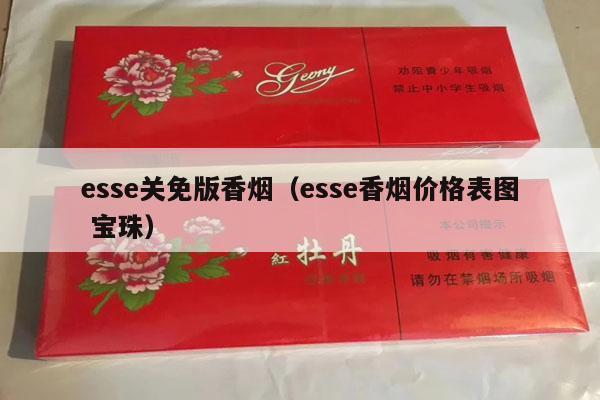 Geony
劝阻青少年吸烟
禁止中小学生吸烟
esse关免版香烟（esse香烟价格表图
宝珠）
本公司提示
紅 牡丹
吸烟有害健康
请勿在禁烟场所吸烟